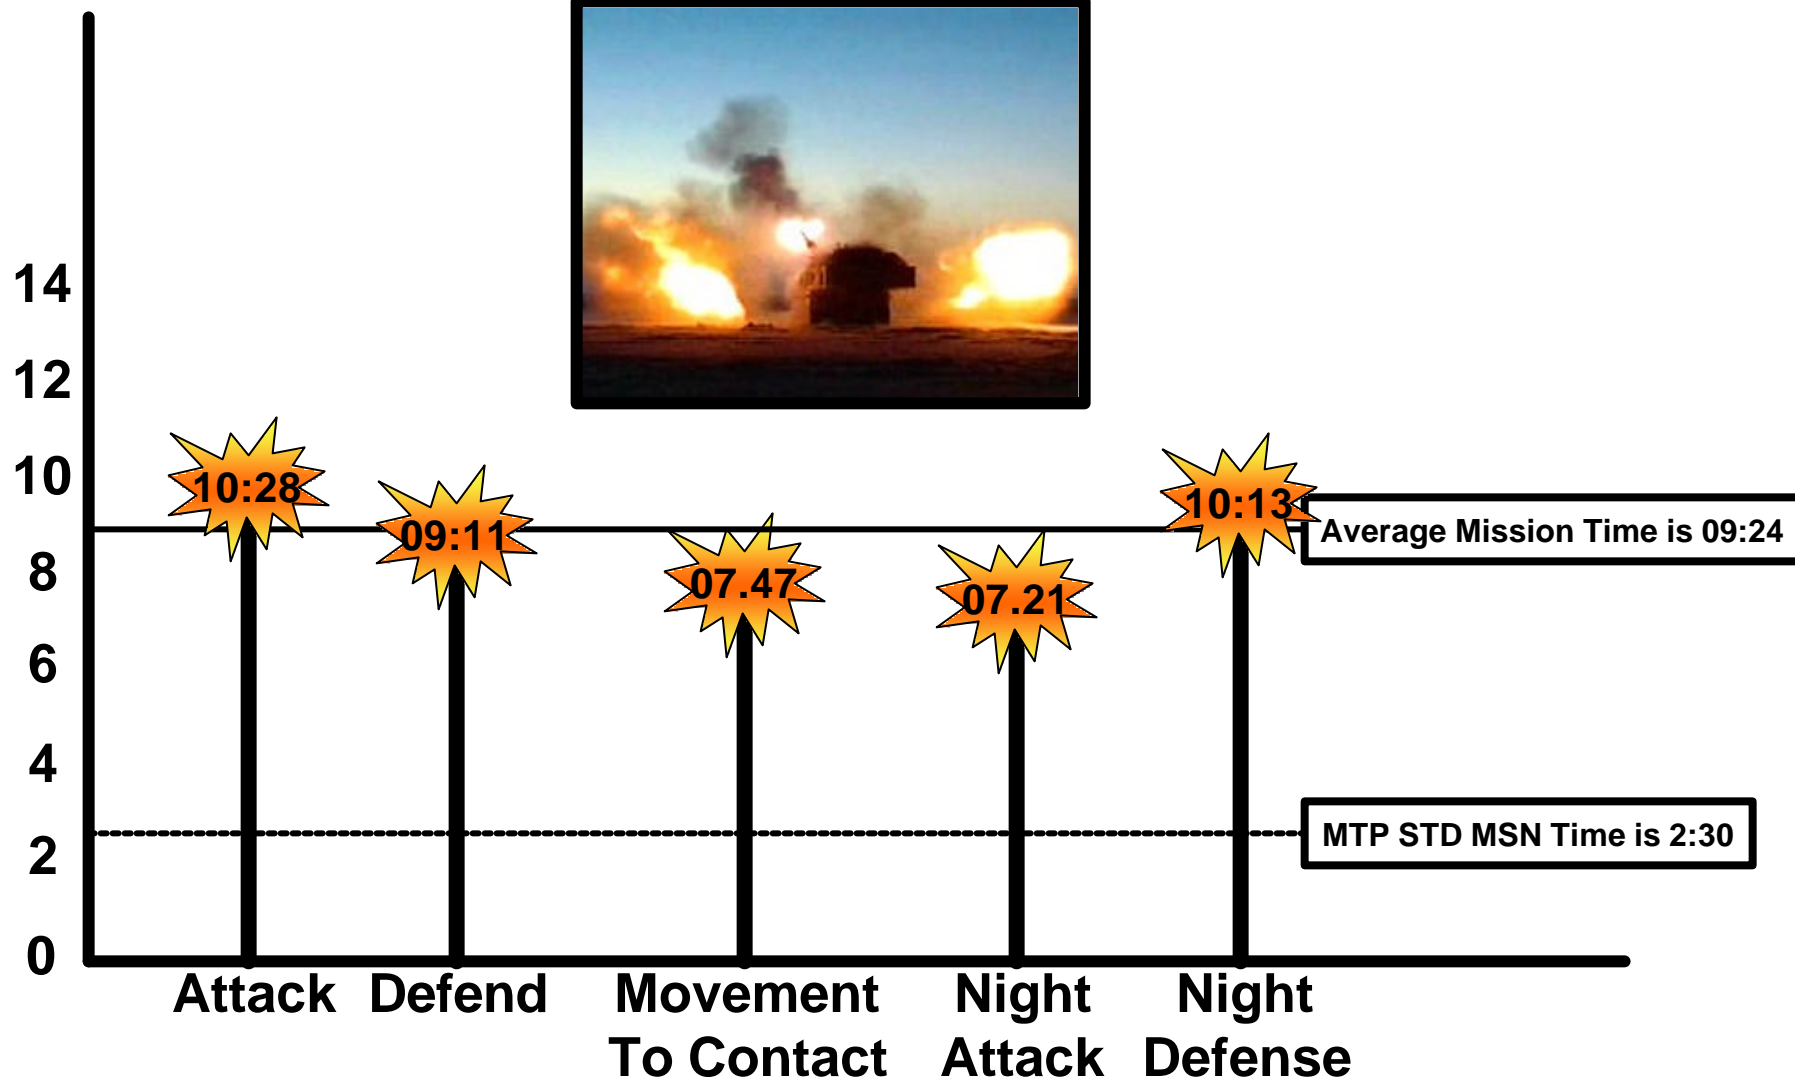 14
12
10
8
6
4
2
0
10:28
09:11
07.47
07.21
10:13
Average Mission Time is 09:24
MTP STD MSN Time is 2:30
Attack
Defend
Movement
To Contact
Night
Attack
Night
Defense